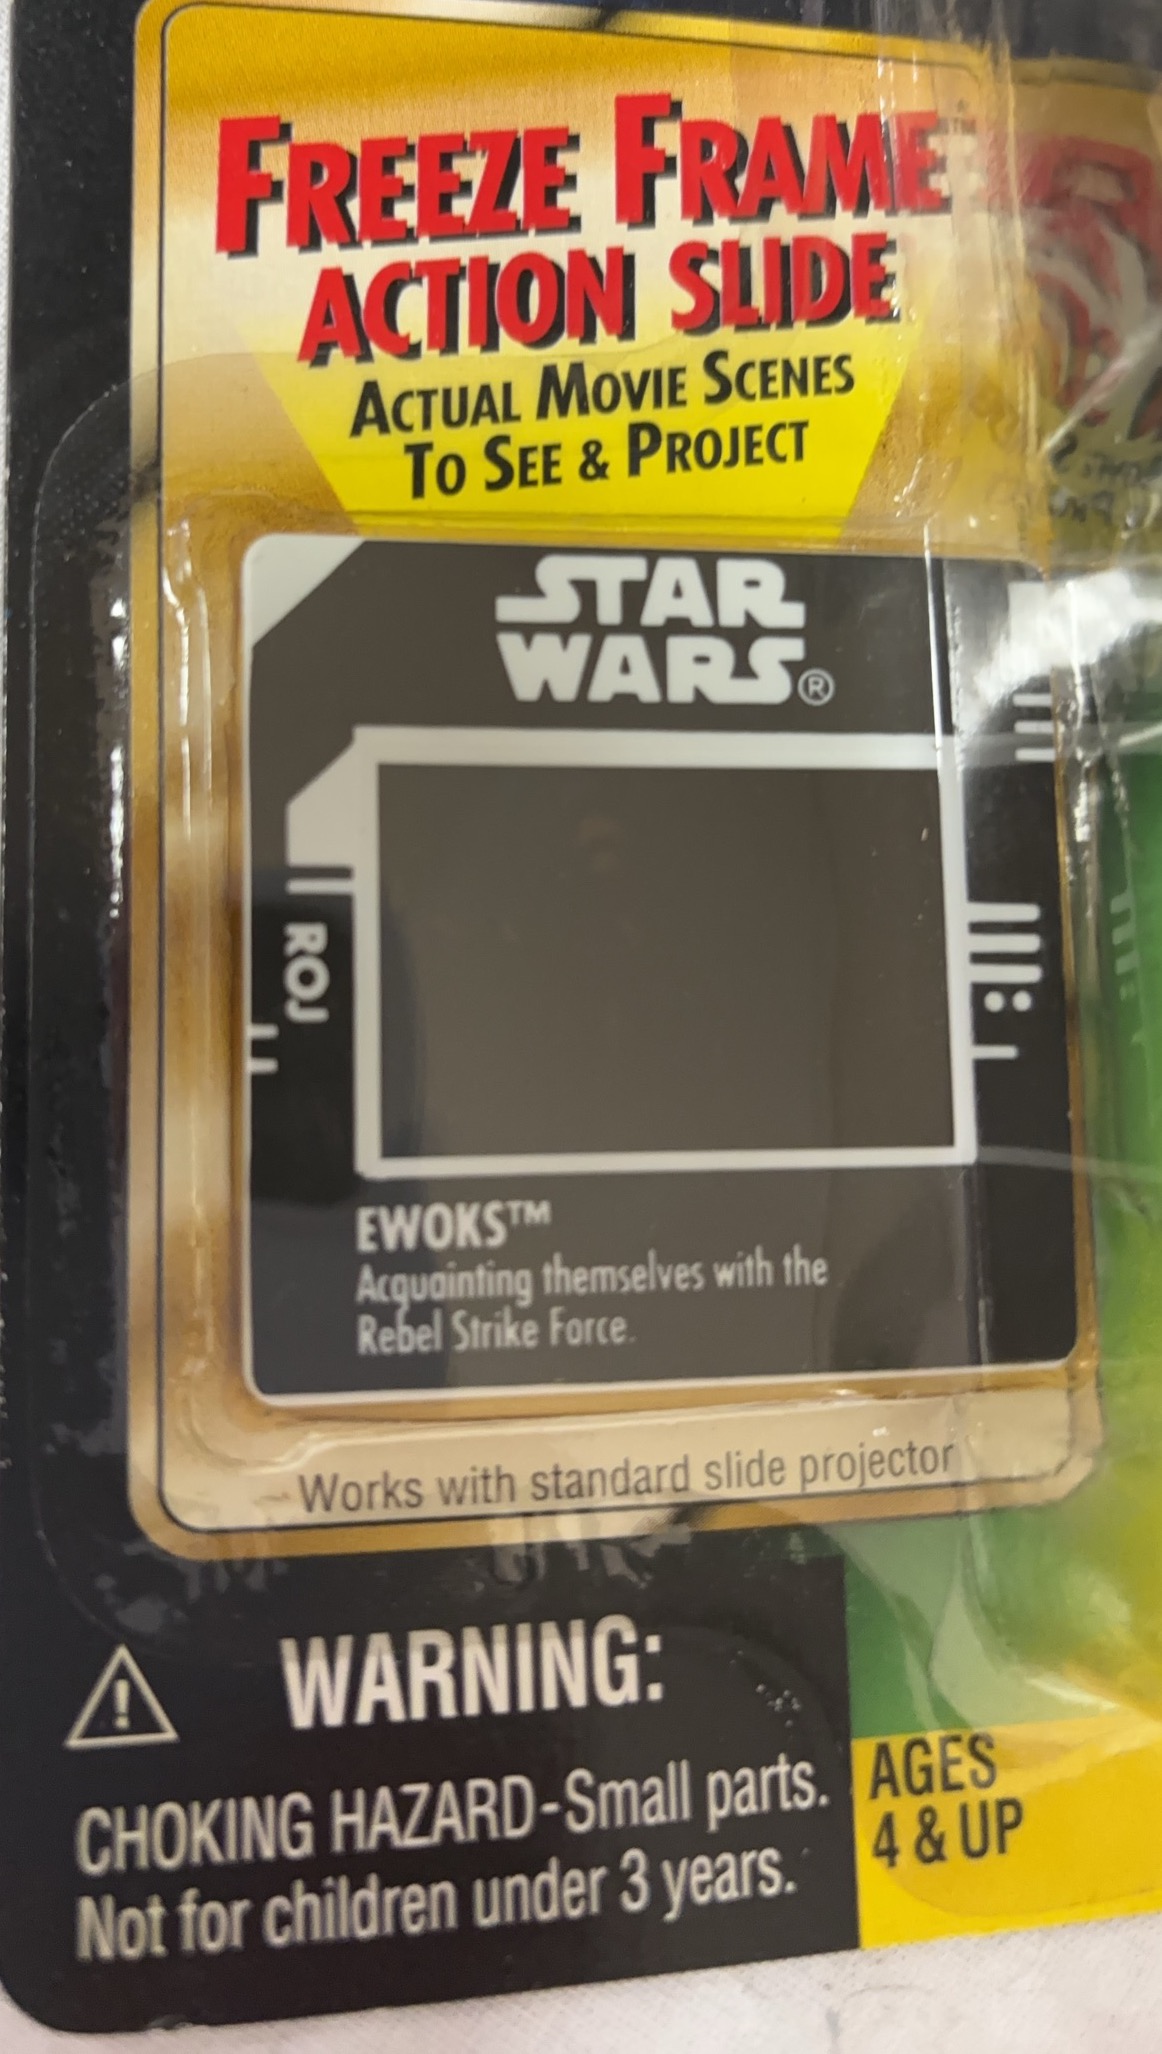 FREEZE FRAME
ACTION SLIDE
ACTUAL MOVIE SCENES
TO SEE & PROJECT
STAR
WARS®
ROJ
EWOKS™
Acquainting themselves with the
Rebel Strike Force.
Works with standard slide projector
WARNING:
CHOKING HAZARD-Small parts.
Not for children under 3 years.
AGES
4 & UP